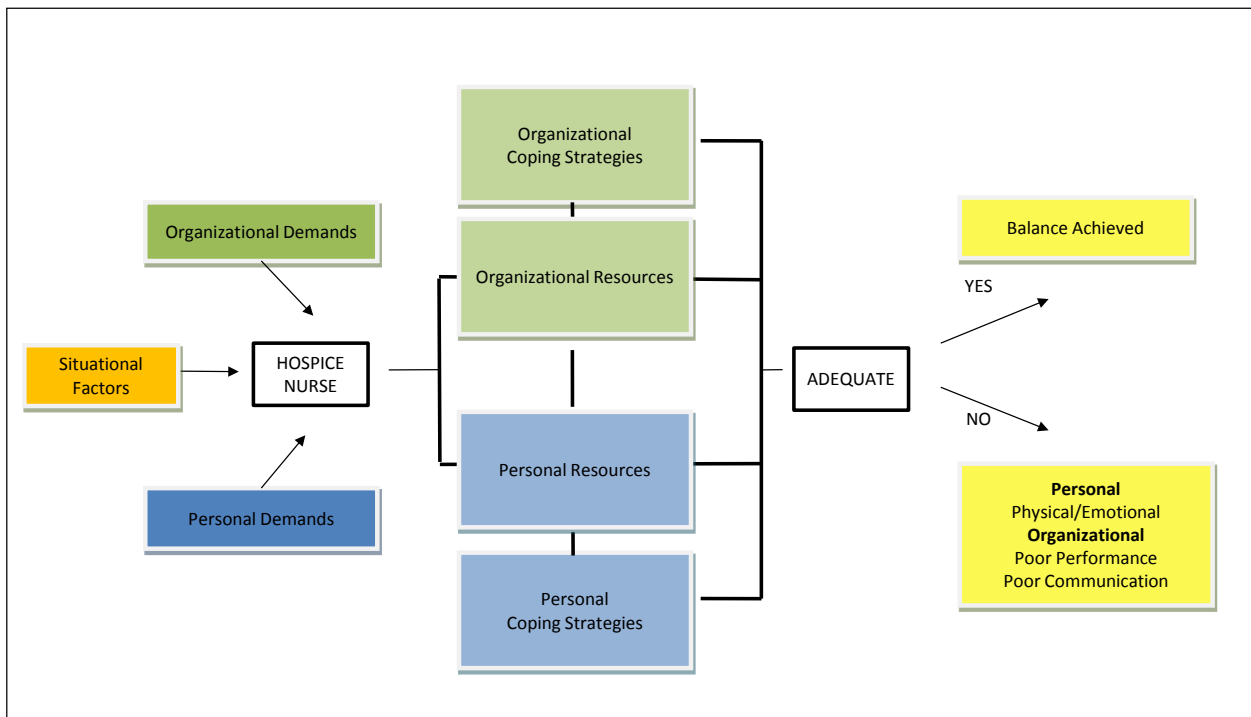 Organizational
Coping Strategies
Organizational Demands
Organizational Resources
Situational
Factors
HOSPICE
NURSE
Personal Demands
Personal Resources
Personal
Coping Strategies
ADEQUATE
YES
NO
Balance Achieved
Personal
Physical/Emotional
Organizational
Poor Performance
Poor Communication